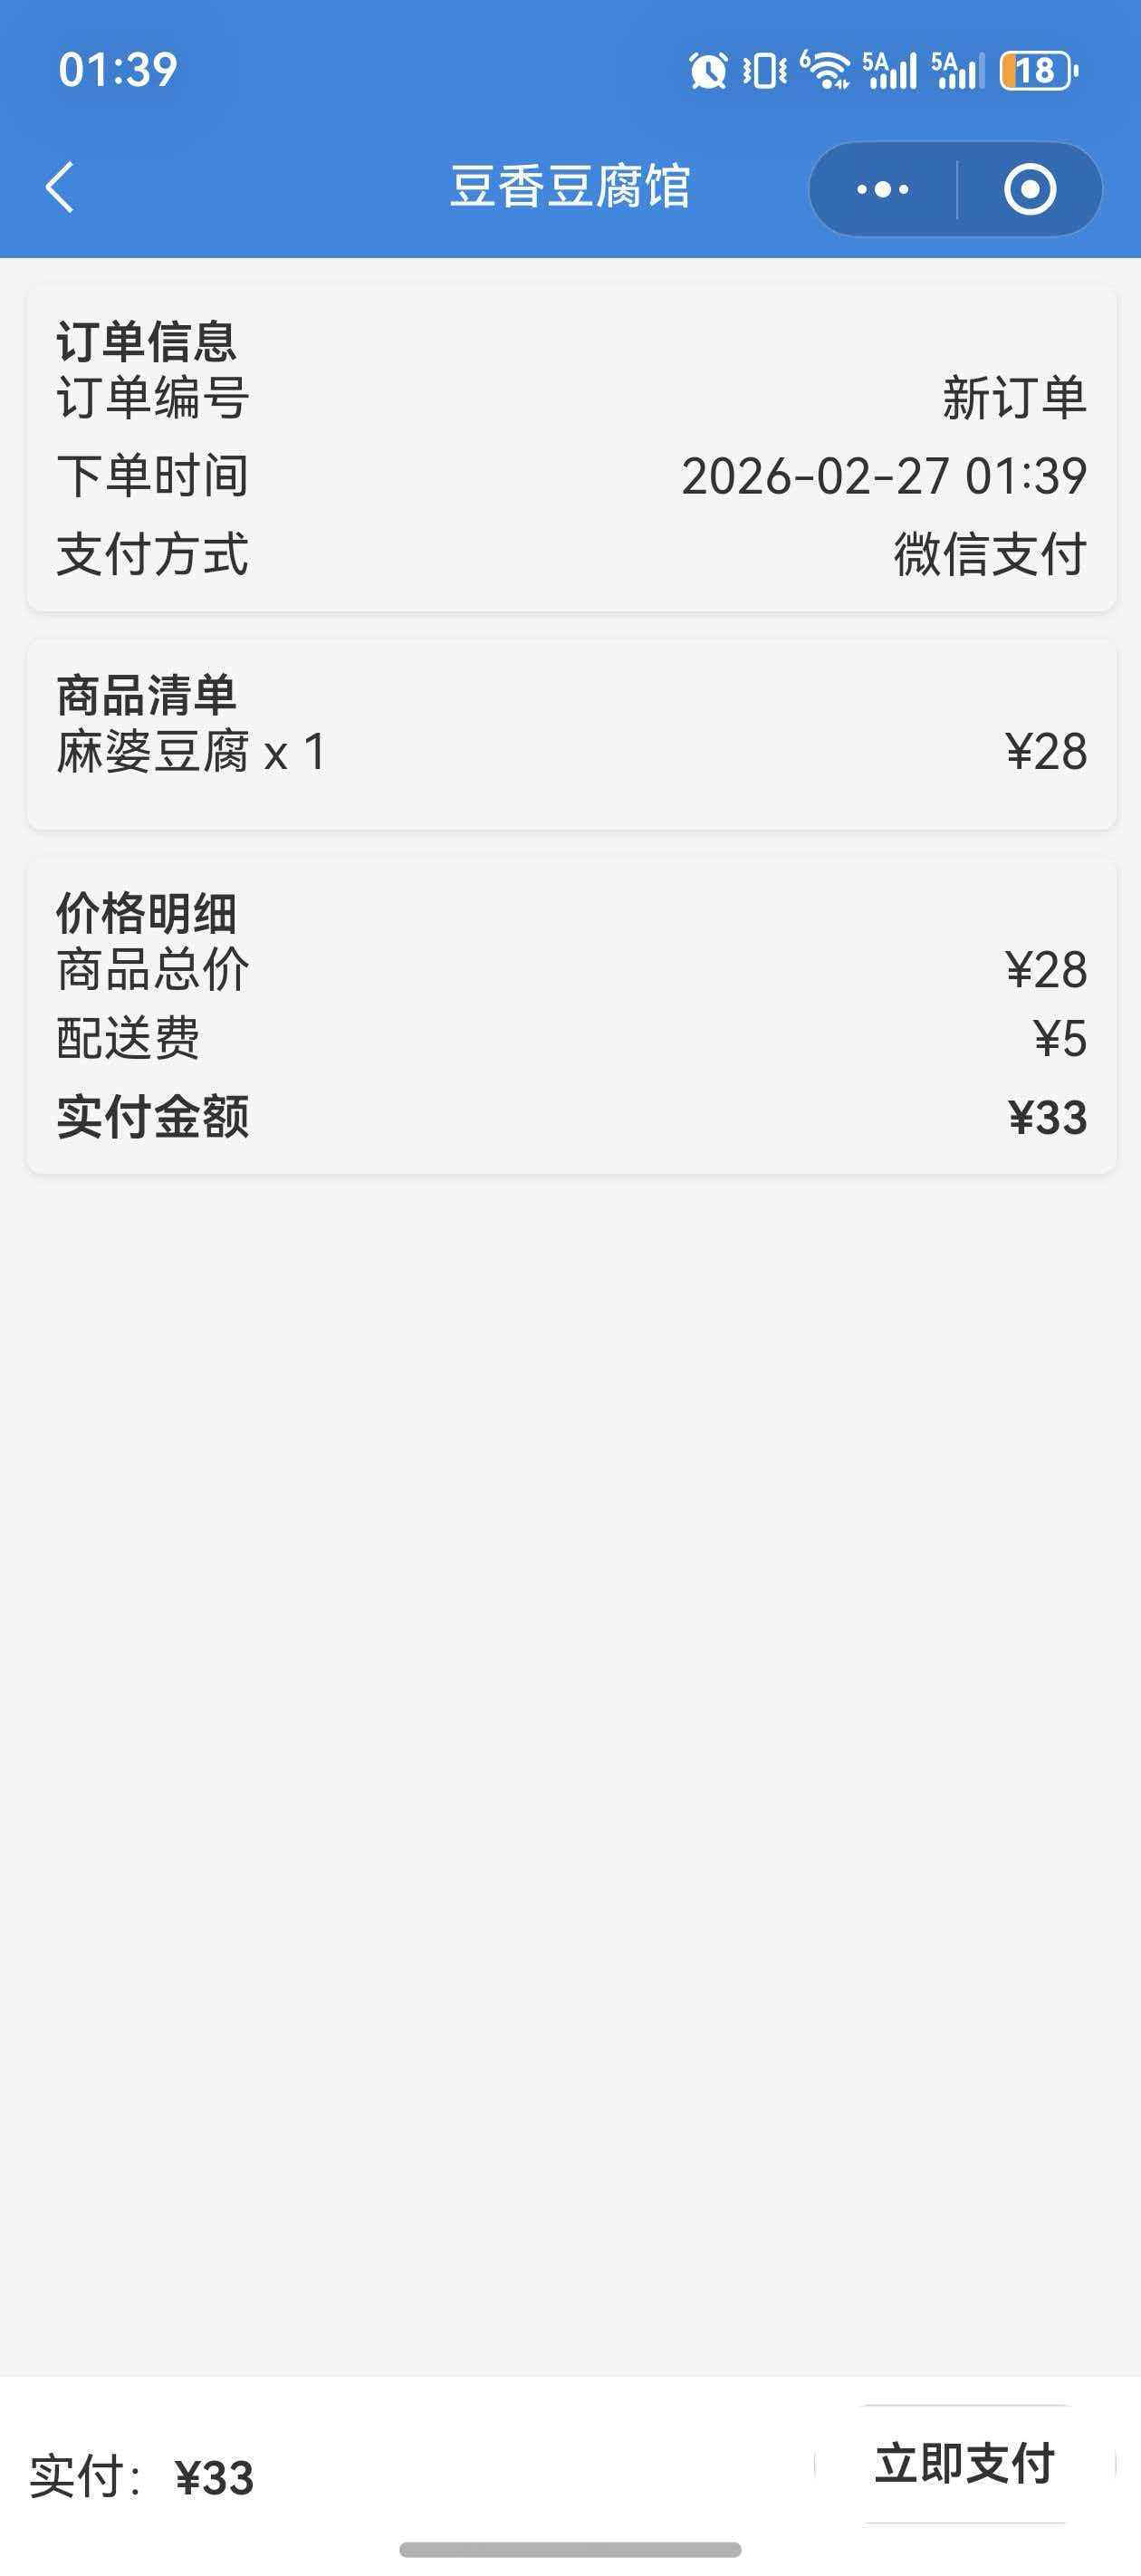 01:39
6 5A 5A 18
豆香豆腐馆
订单信息
订单编号 新订单
下单时间 2026-02-27 01:39
支付方式 微信支付
商品清单
麻婆豆腐 x 1 ¥28
价格明细
商品总价 ¥28
配送费 ¥5
实付金额 ¥33
实付：¥33 立即支付